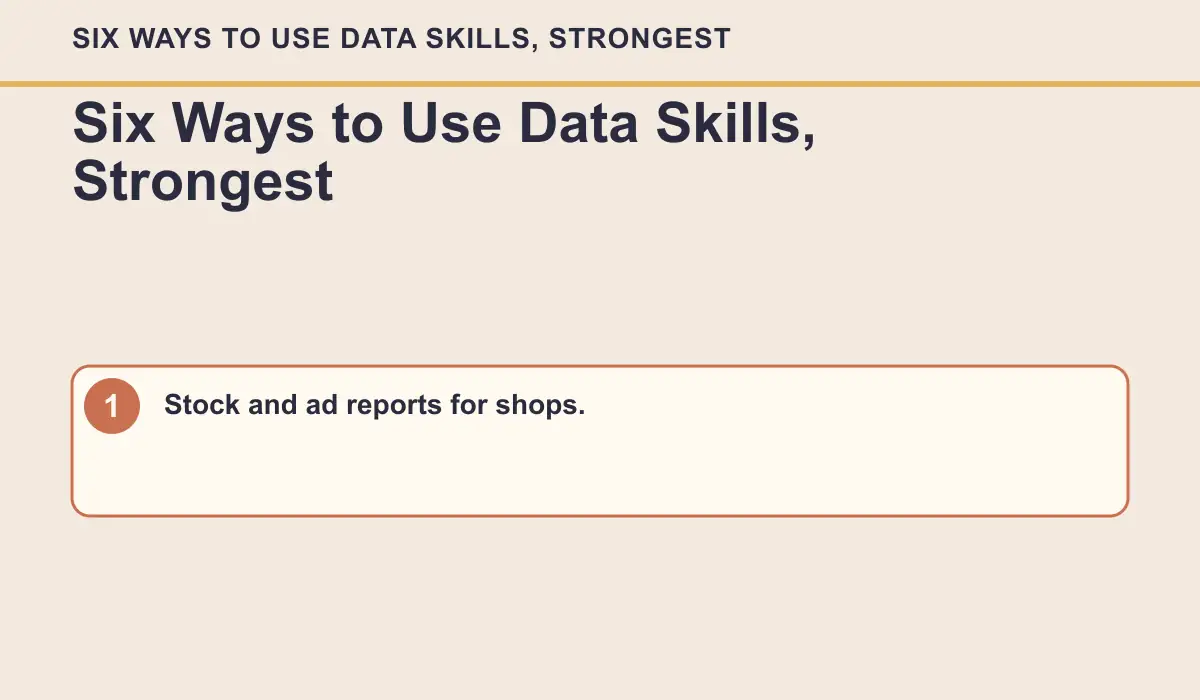 SIX WAYS TO USE DATA SKILLS, STRONGEST
Six Ways to Use Data Skills,
Strongest
1 Stock and ad reports for shops.